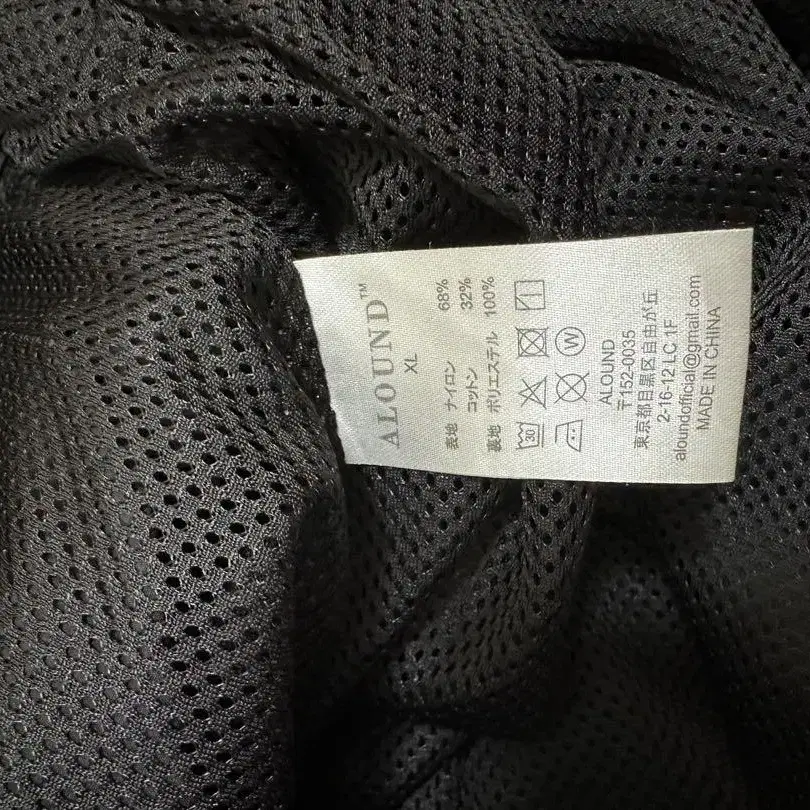 ALOUND™
XL
表地 ナイロン 68%
コットン 32%
裏地 ポリエステル 100%
30
W
ALOUND
〒152-0035
東京都目黒区自由が丘
2-16-12 LC 1F
aloundofficial@gmail.com
MADE IN CHINA